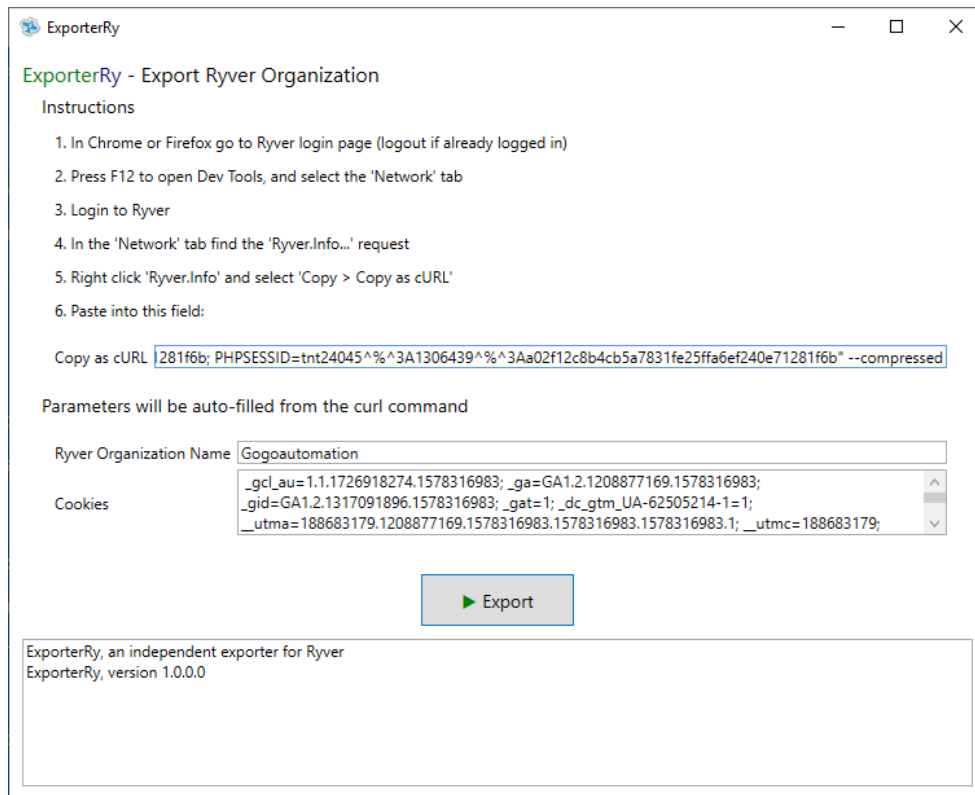 ExporterRy
ExporterRy - Export Ryver Organization
Instructions
1. In Chrome or Firefox go to Ryver login page (logout if already logged in)
2. Press F12 to open Dev Tools, and select the 'Network' tab
3. Login to Ryver
4. In the 'Network' tab find the 'Ryver.Info...' request
5. Right click 'Ryver.Info' and select 'Copy > Copy as cURL'
6. Paste into this field:
Copy as cURL 281f6b; PHPSESSID=tnt24045^%^3A1306439^%^3Aa02f12c8b4cb5a7831fe25ffa6ef240e71281f6b" --compressed
Parameters will be auto-filled from the curl command
Ryver Organization Name Gogoautomation
Cookies
_gcl_au=1.1.1726918274.1578316983; _ga=GA1.2.1208877169.1578316983;
_gid=GA1.2.1317091896.1578316983; _gat=1; _dc_gtm_UA-62505214-1=1;
__utma=188683179.1208877169.1578316983.1578316983.1578316983.1; __utmc=188683179;
Export
ExporterRy, an independent exporter for Ryver
ExporterRy, version 1.0.0.0